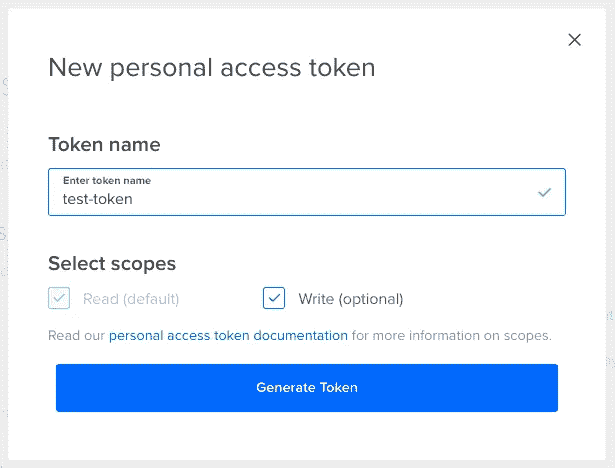 New personal access token
Token name
Enter token name
test-token
Select scopes
Read (default) Write (optional)
Read our personal access token documentation for more information on scopes.
Generate Token